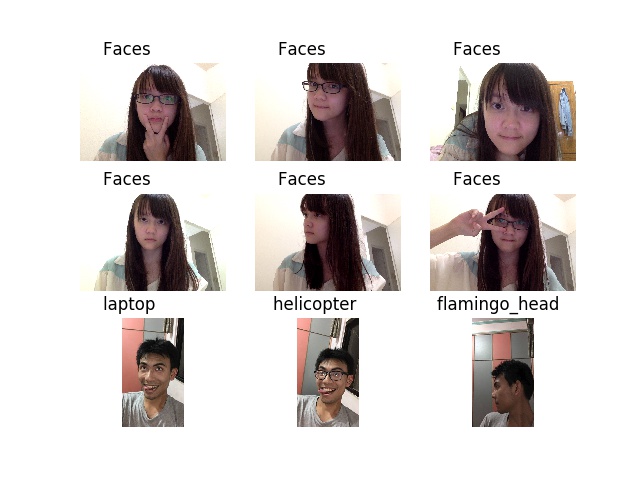 Faces
Faces
Faces
Faces
Faces
Faces
laptop
helicopter
flamingo_head